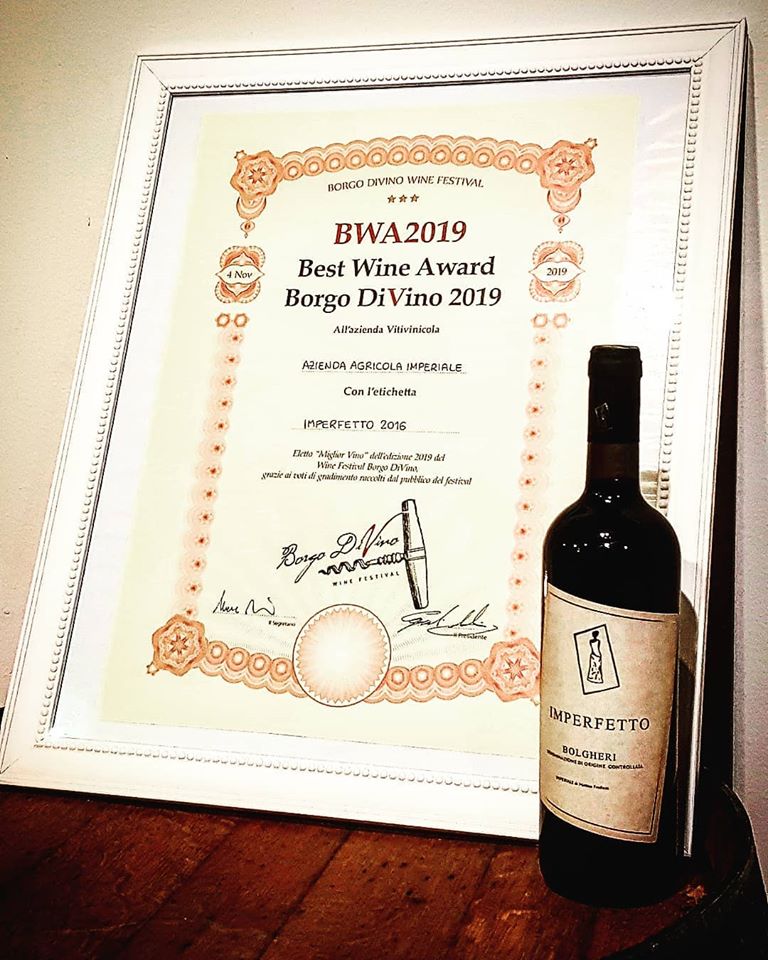 BORGO DIVINO WINE FESTIVAL
BWA2019
4 Nov
2019
Best Wine Award
Borgo DiVino 2019
All'azienda Vitivinicola
AZIENDA AGRICOLA IMPERIALE
Con l'etichetta
IMPERFETTO 2016
Eletto "Miglior Vino" dell'edizione 2019 del
Wine Festival Borgo DiVino,
grazie ai voti di gradimento raccolti dal pubblico del festival
Borgo DiVino
WINE FESTIVAL
Il Segretario
Il Presidente
IMPERFETTO
BOLGHERI
DENOMINAZIONE DI ORIGINE CONTROLLATA
IMPERIALE di